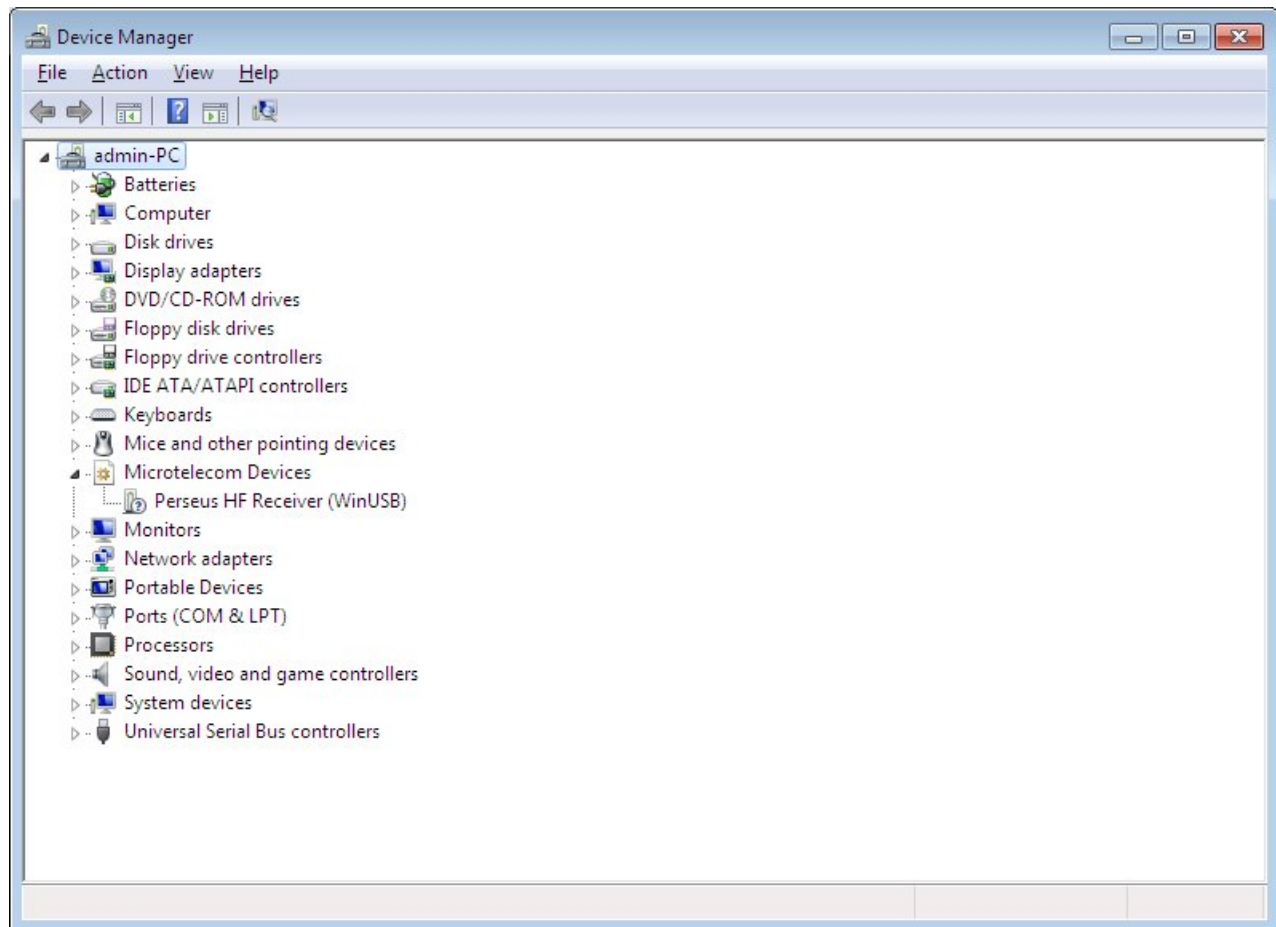 Device Manager
File Action View Help
admin-PC
Batteries
Computer
Disk drives
Display adapters
DVD/CD-ROM drives
Floppy disk drives
Floppy drive controllers
IDE ATA/ATAPI controllers
Keyboards
Mice and other pointing devices
Microtelecom Devices
Perseus HF Receiver (WinUSB)
Monitors
Network adapters
Portable Devices
Ports (COM & LPT)
Processors
Sound, video and game controllers
System devices
Universal Serial Bus controllers